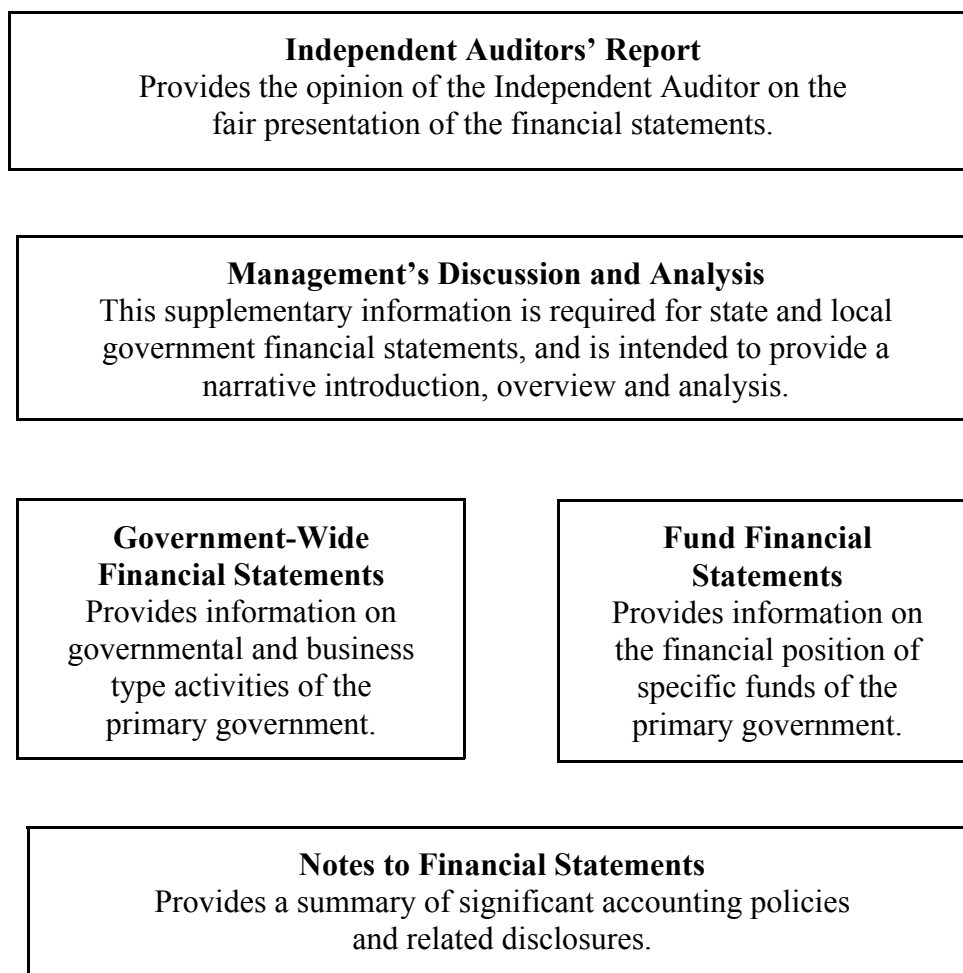 Independent Auditors’ Report
Provides the opinion of the Independent Auditor on the
fair presentation of the financial statements.
Management’s Discussion and Analysis
This supplementary information is required for state and local
government financial statements, and is intended to provide a
narrative introduction, overview and analysis.
Government-Wide
Financial Statements
Provides information on
governmental and business
type activities of the
primary government.
Fund Financial
Statements
Provides information on
the financial position of
specific funds of the
primary government.
Notes to Financial Statements
Provides a summary of significant accounting policies
and related disclosures.